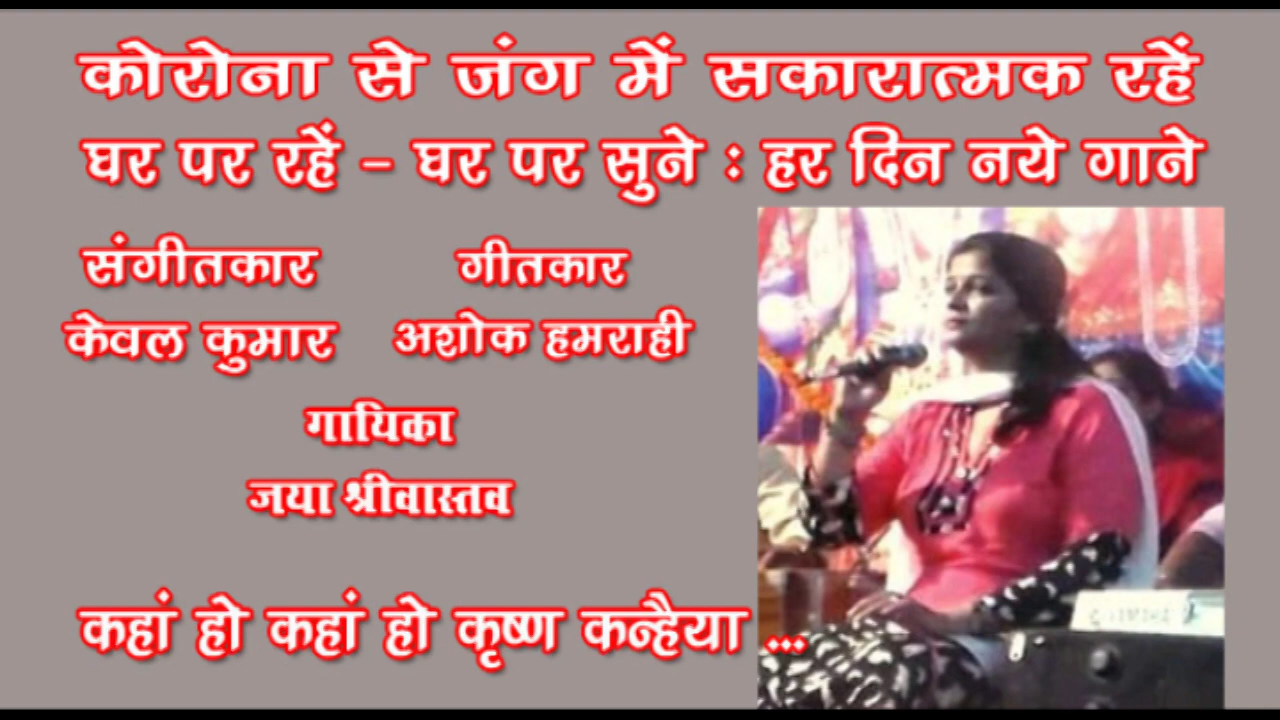 कोरोना से जंग में सकारात्मक रहें
घर पर रहें - घर पर सुने : हर दिन नये गाने
संगीतकार
केवल कुमार
गीतकार
अशोक हमराही
गायिका
जया श्रीवास्तव
कहां हो कहां हो कृष्ण कन्हैया ...